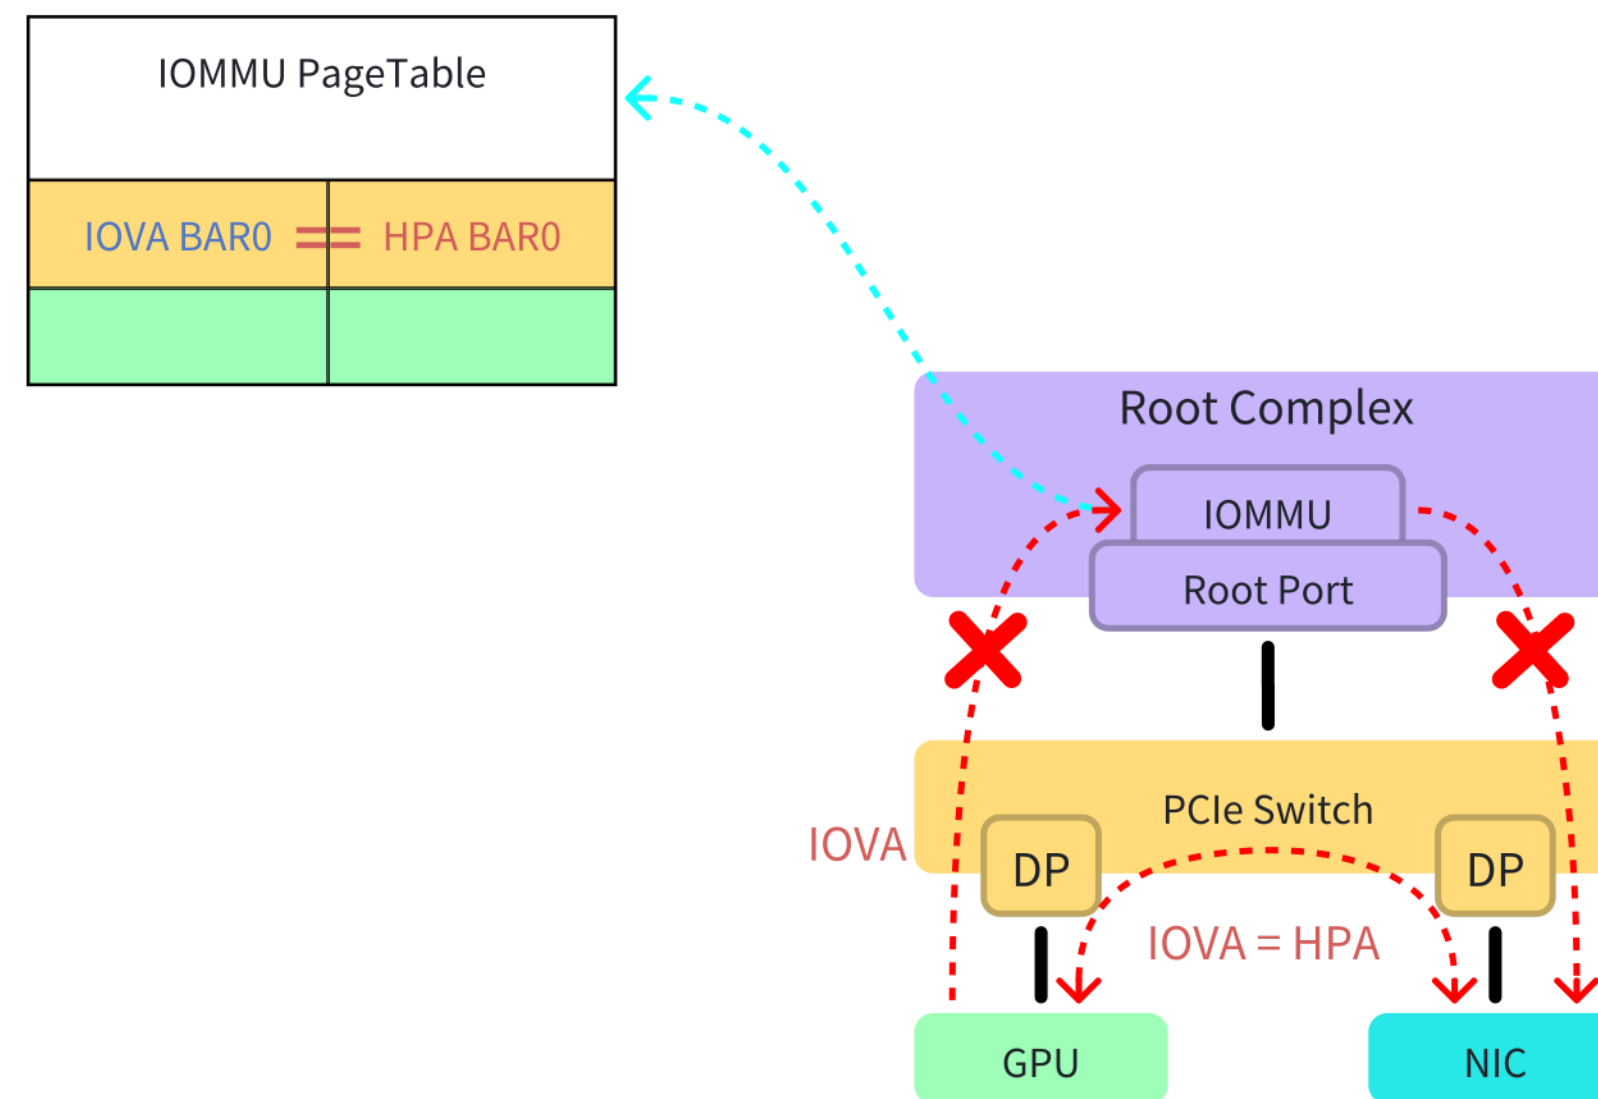 IOMMU PageTable
IOVA BAR0 == HPA BAR0
Root Complex
IOMMU
Root Port
PCIe Switch
IOVA
DP
DP
IOVA = HPA
GPU
NIC